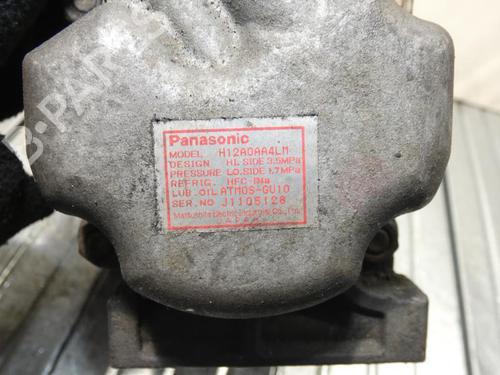 Panasonic
MODEL H12A0AA4LM
DESIGN HI. SIDE 3.5MPa
PRESSURE LO. SIDE 1.7MPa
REFRIG. HFC-134a
LUB. OIL ATMOS-GU10
SER. NO J1105128
Matsushita Electric Industrial Co., Ltd.
JAPAN
B-PARTS